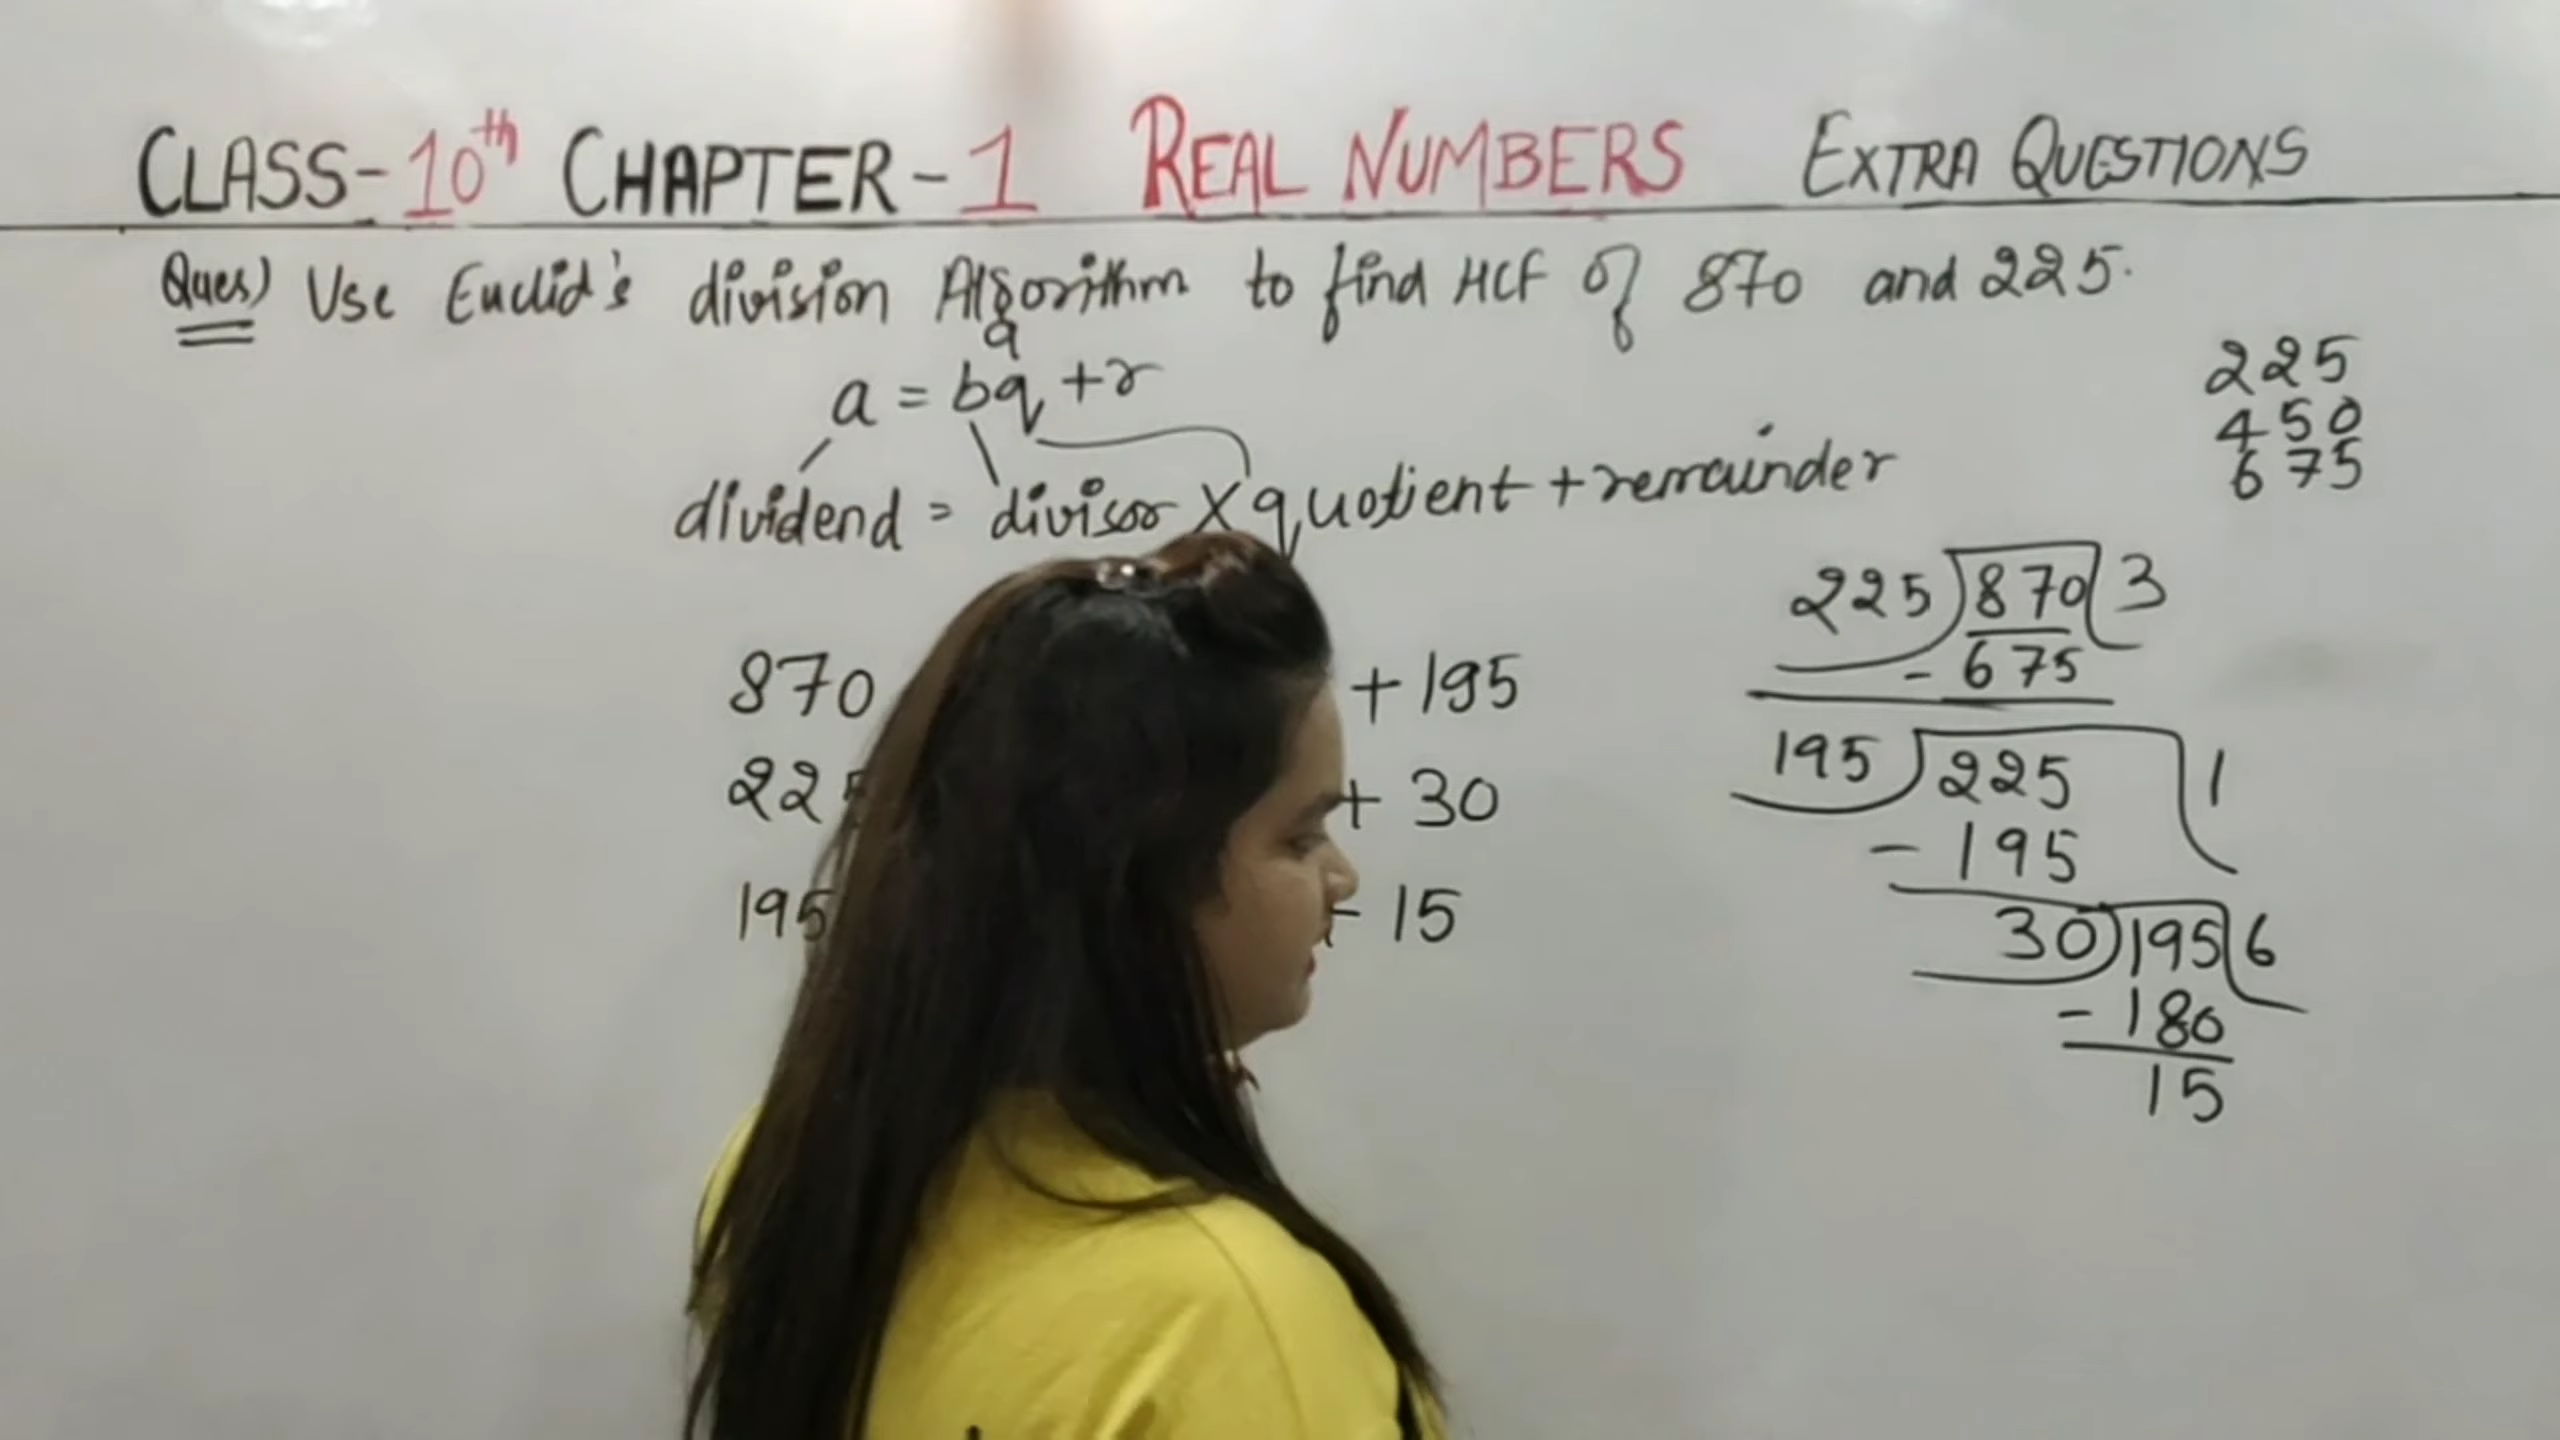 CLASS-10th CHAPTER-1 REAL NUMBERS EXTRA QUESTIONS
Ques) Use Euclid's division Algorithm to find HCF of 870 and 225.
a
a = bq + r
dividend = divisor X quotient + remainder
870 + 195
225 + 30
195 + 15
225
450
675
225 ) 870 ( 3
- 675
195 ) 225 ( 1
- 195
30 ) 195 ( 6
- 180
15